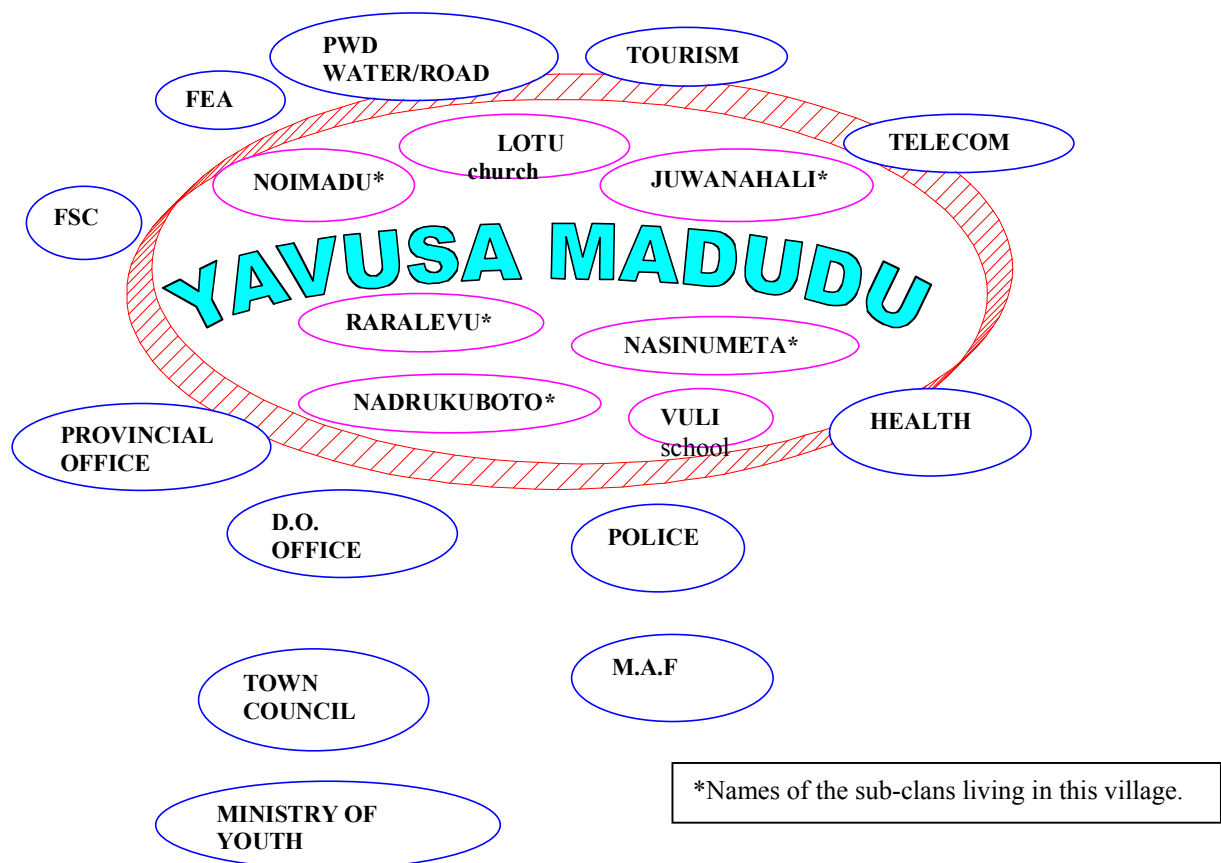 PWD
WATER/ROAD
TOURISM
FEA
TELECOM
LOTU
church
NOIMADU*
JUWANAHALI*
FSC
YAVUSA MADUDU
RARALEVU*
NASINUMETA*
NADRUKUBOTO*
VULI
school
HEALTH
PROVINCIAL
OFFICE
D.O.
OFFICE
POLICE
M.A.F
TOWN
COUNCIL
*Names of the sub-clans living in this village.
MINISTRY OF
YOUTH